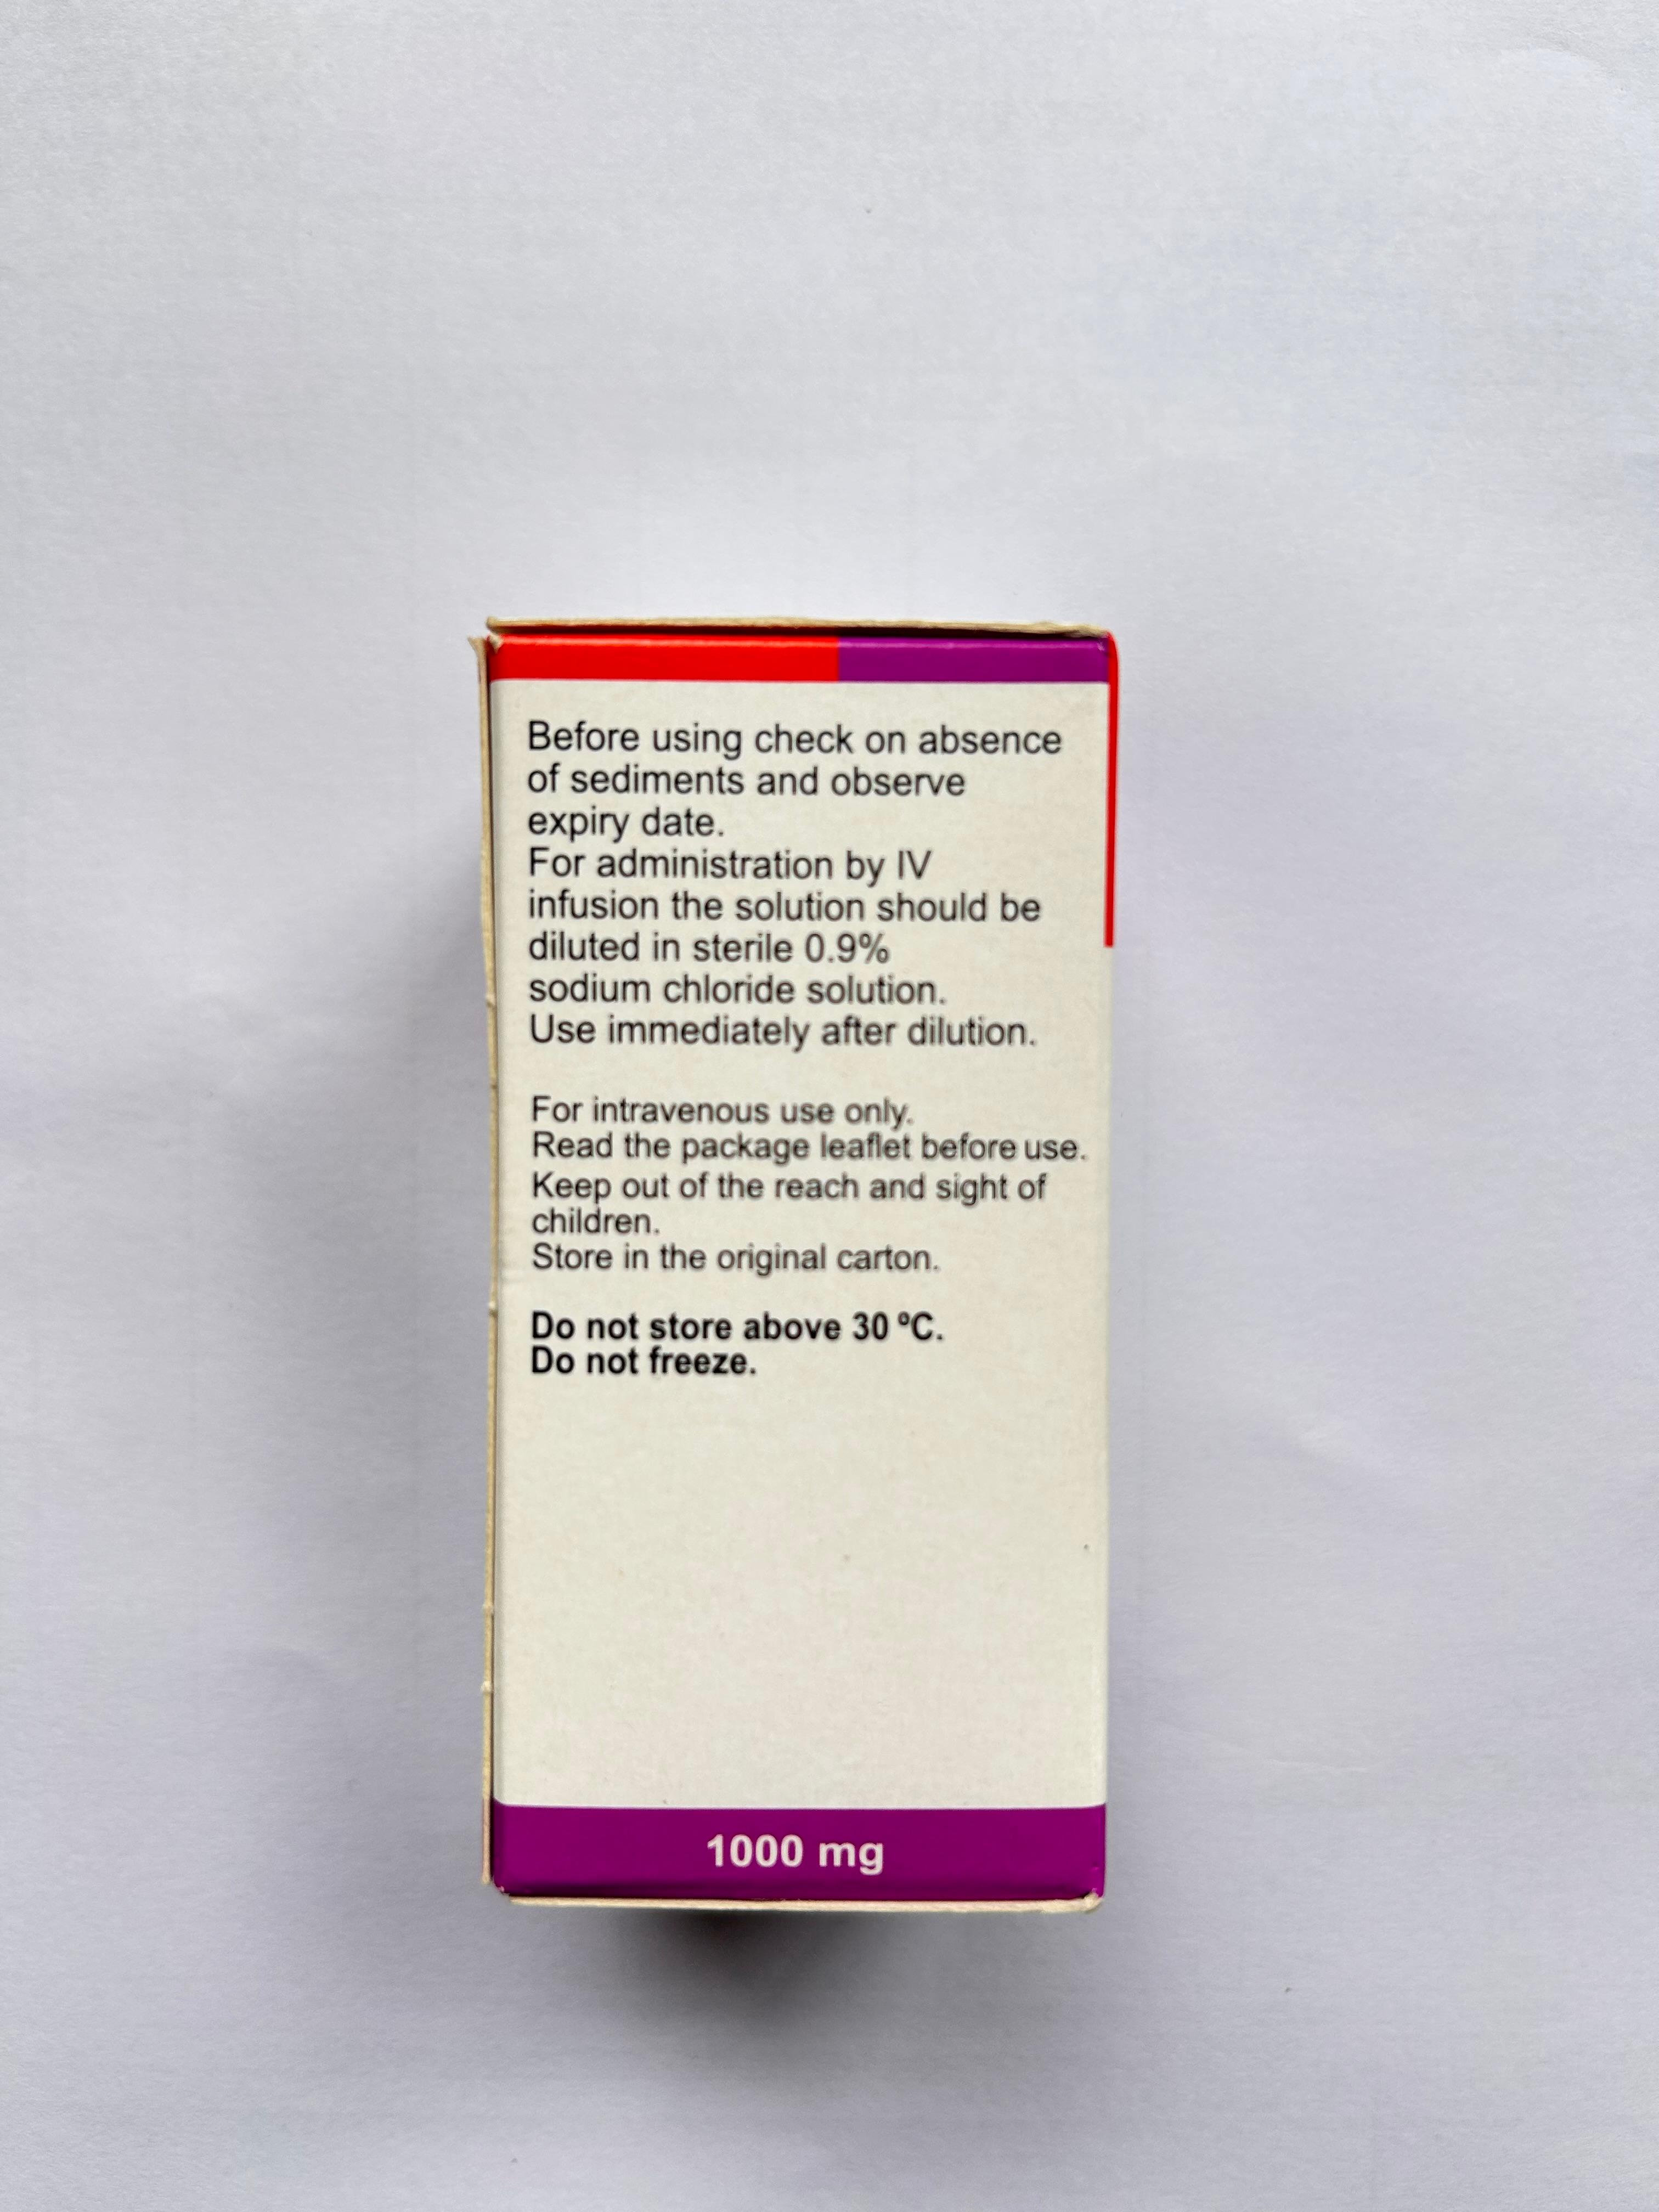 Before using check on absence
of sediments and observe
expiry date.
For administration by IV
infusion the solution should be
diluted in sterile 0.9%
sodium chloride solution.
Use immediately after dilution.
For intravenous use only.
Read the package leaflet before use.
Keep out of the reach and sight of
children.
Store in the original carton.
Do not store above 30 ºC.
Do not freeze.
1000 mg